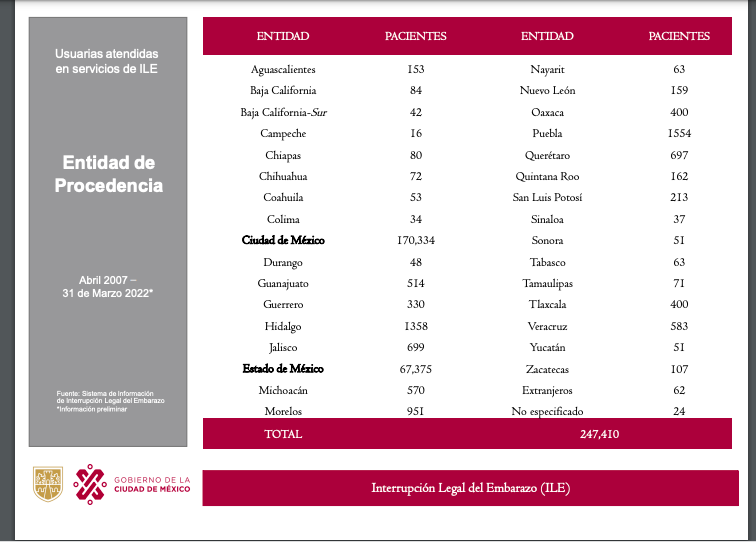 Usuarias atendidas
en servicios de ILE
Entidad de
Procedencia
Abril 2007 –
31 de Marzo 2022*
Fuente: Sistema de Información
de Interrupción Legal del Embarazo
*Información preliminar
ENTIDAD PACIENTES ENTIDAD PACIENTES
Aguascalientes 153 Nayarit 63
Baja California 84 Nuevo León 159
Baja California-Sur 42 Oaxaca 400
Campeche 16 Puebla 1554
Chiapas 80 Querétaro 697
Chihuahua 72 Quintana Roo 162
Coahuila 53 San Luis Potosí 213
Colima 34 Sinaloa 37
Ciudad de México 170,334 Sonora 51
Durango 48 Tabasco 63
Guanajuato 514 Tamaulipas 71
Guerrero 330 Tlaxcala 400
Hidalgo 1358 Veracruz 583
Jalisco 699 Yucatán 51
Estado de México 67,375 Zacatecas 107
Michoacán 570 Extranjeros 62
Morelos 951 No especificado 24
TOTAL 247,410
GOBIERNO DE LA
CIUDAD DE MÉXICO
Interrupción Legal del Embarazo (ILE)